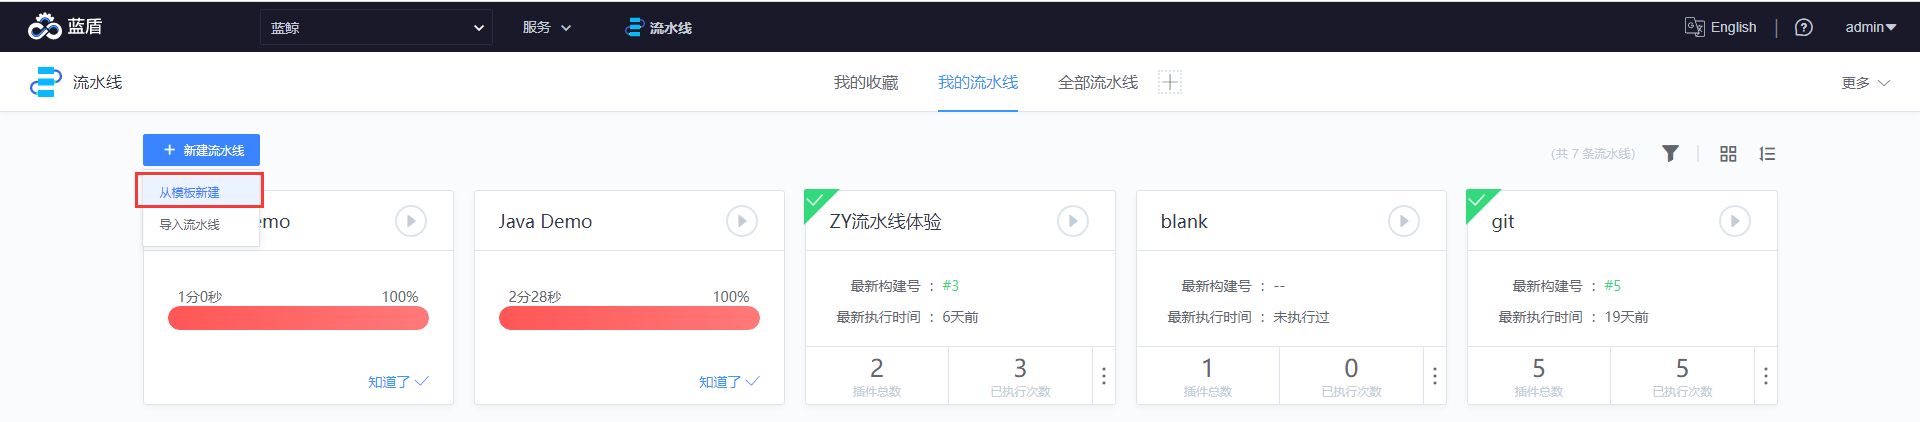 蓝盾 蓝鲸 服务 流水线 English admin
流水线 我的收藏 我的流水线 全部流水线 更多
+ 新建流水线 (共 7 条流水线)
从模板新建
导入流水线
emo Java Demo ZY流水线体验 blank git
1分0秒 100% 2分28秒 100% 最新构建号 : #3 最新构建号 : -- 最新构建号 : #5
最新执行时间 : 6天前 最新执行时间 : 未执行过 最新执行时间 : 19天前
知道了 知道了 2 3 1 0 5 5
插件总数 已执行次数 插件总数 已执行次数 插件总数 已执行次数